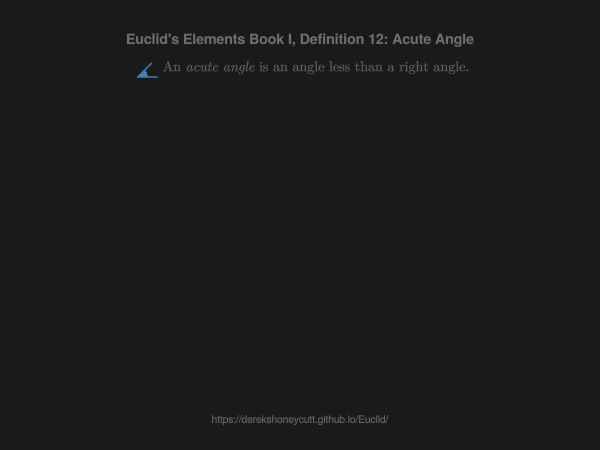 Euclid's Elements Book I, Definition 12: Acute Angle
An acute angle is an angle less than a right angle.
https://derekshoneycutt.github.io/Euclid/